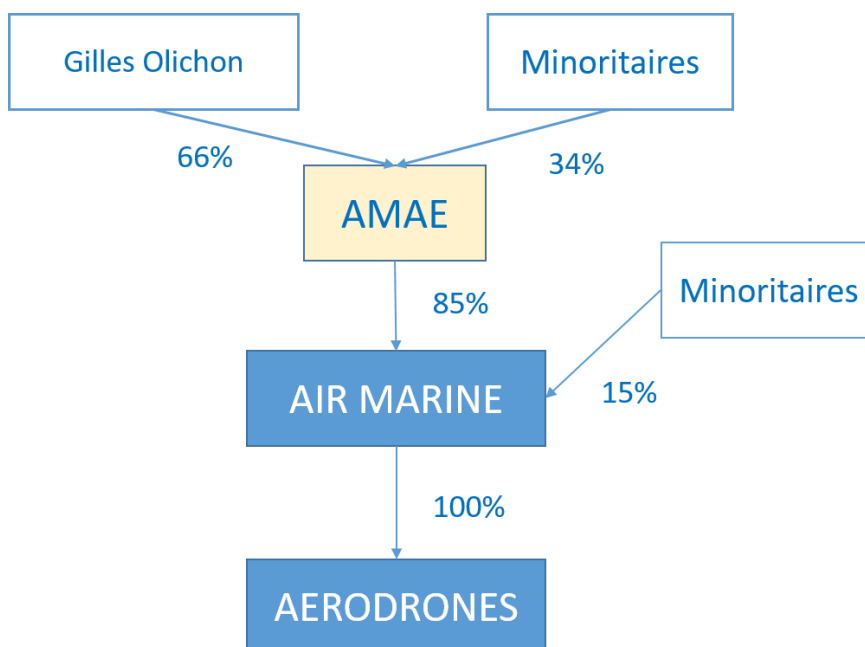 Gilles Olichon
Minoritaires
66%
34%
AMAE
85%
Minoritaires
AIR MARINE
15%
100%
AERODRONES